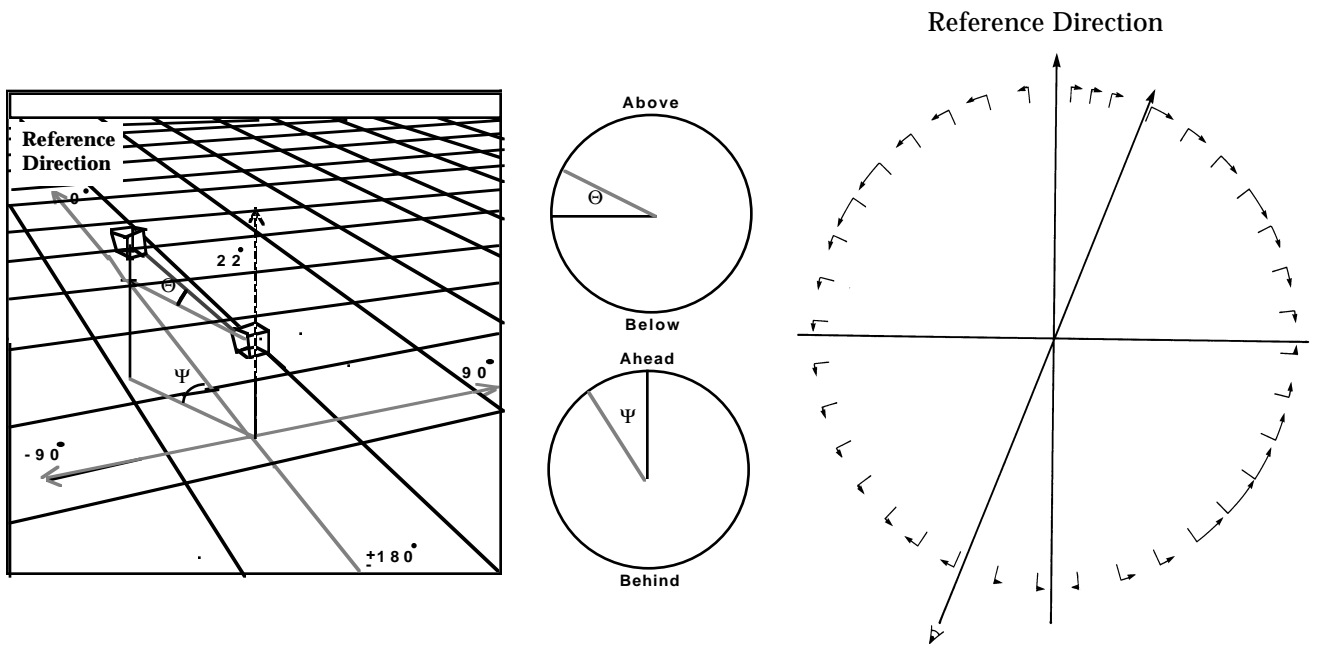 Reference Direction
Reference
Direction
0°
22°
Θ
Ψ
90°
-90°
±180°
Above
Θ
Below
Ahead
Ψ
Behind